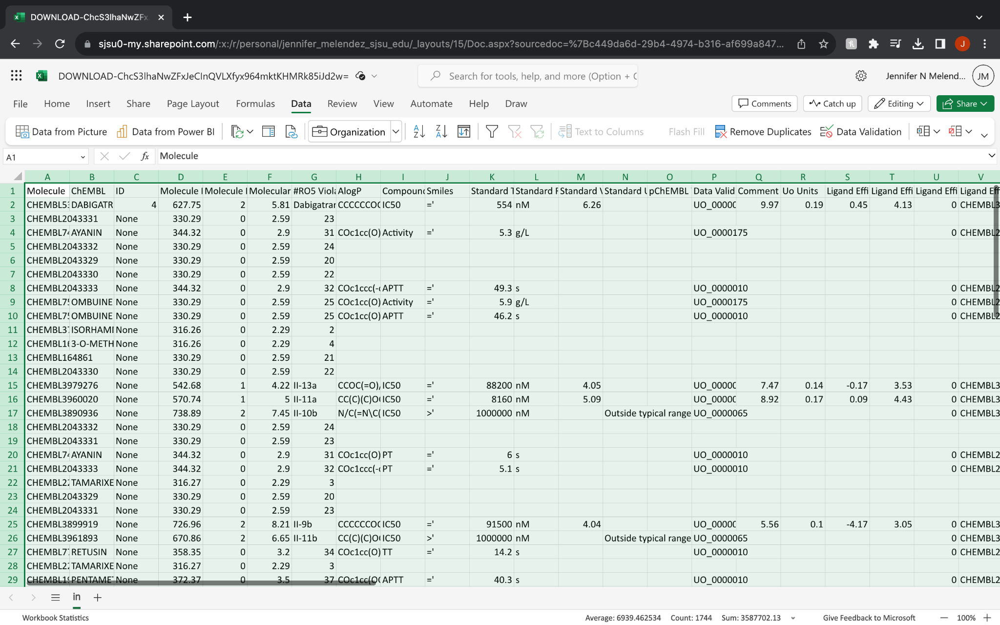 DOWNLOAD-ChcS3IhaNwZFx
sjsu0-my.sharepoint.com/:x:/r/personal/jennifer_melendez_sjsu_edu/_layouts/15/Doc.aspx?sourcedoc=%7Bc449da6d-29b4-4974-b316-af699a847... J
DOWNLOAD-ChcS3lhaNwZFxJeCInQVLXfyx964mktKHMRk85iJd2w= Search for tools, help, and more (Option + Jennifer N Melend... JM
File Home Insert Share Page Layout Formulas Data Review View Automate Help Draw Comments Catch up Editing Share
Data from Picture Data from Power BI Organization Text to Columns Flash Fill Remove Duplicates Data Validation
A1 fx Molecule
A B C D E F G H I J K L M N O P Q R S T U V
1 Molecule ChEMBL ID Molecule Molecule Molecular #RO5 Viola AlogP Compound Smiles Standard T Standard Standard V Standard pChEMBL Data Valid Comment Uo Units Ligand Effi Ligand Effi Ligand Effi Ligand Eff
2 CHEMBL53 DABIGATR 4 627.75 2 5.81 Dabigatran CCCCCCOC IC50 =' 554 nM 6.26 UO_0000 9.97 0.19 0.45 4.13 0 CHEMBL3
3 CHEMBL2043331 None 330.29 0 2.59 23
4 CHEMBL74 AYANIN None 344.32 0 2.9 31 COc1cc(O) Activity =' 5.3 g/L UO_0000175 0 CHEMBL2
5 CHEMBL2043332 None 330.29 0 2.59 24
6 CHEMBL2043329 None 330.29 0 2.59 20
7 CHEMBL2043330 None 330.29 0 2.59 22
8 CHEMBL2043333 None 344.32 0 2.9 32 COc1ccc(- APTT =' 49.3 s UO_0000010 0 CHEMBL2
9 CHEMBL75 OMBUINE None 330.29 0 2.59 25 COc1cc(O) Activity =' 5.9 g/L UO_0000175 0 CHEMBL2
10 CHEMBL75 OMBUINE None 330.29 0 2.59 25 COc1cc(O) APTT =' 46.2 s UO_0000010 0 CHEMBL2
11 CHEMBL37 ISORHAM None 316.26 0 2.29 2
12 CHEMBL16 3-O-METH None 316.26 0 2.29 4
13 CHEMBL164861 None 330.29 0 2.59 21
14 CHEMBL2043330 None 330.29 0 2.59 22
15 CHEMBL3979276 None 542.68 1 4.22 II-13a CCOC(=O)/ IC50 =' 88200 nM 4.05 UO_0000 7.47 0.14 -0.17 3.53 0 CHEMBL3
16 CHEMBL3960020 None 570.74 1 5 II-11a CC(C)(C)O IC50 =' 8160 nM 5.09 UO_0000 8.92 0.17 0.09 4.43 0 CHEMBL3
17 CHEMBL3890936 None 738.89 2 7.45 II-10b N/C(=N\C( IC50 >' 1000000 nM Outside typical range UO_0000065 0 CHEMBL3
18 CHEMBL2043332 None 330.29 0 2.59 24
19 CHEMBL2043331 None 330.29 0 2.59 23
20 CHEMBL74 AYANIN None 344.32 0 2.9 31 COc1cc(O) PT =' 6 s UO_0000010 0 CHEMBL2
21 CHEMBL2043333 None 344.32 0 2.9 32 COc1ccc(- PT =' 5.1 s UO_0000010 0 CHEMBL2
22 CHEMBL22 TAMARIXE None 316.27 0 2.29 3
23 CHEMBL2043329 None 330.29 0 2.59 20
24 CHEMBL2043331 None 330.29 0 2.59 23
25 CHEMBL3899919 None 726.96 2 8.21 II-9b CCCCCCOC IC50 =' 91500 nM 4.04 UO_0000 5.56 0.1 -4.17 3.05 0 CHEMBL3
26 CHEMBL3961893 None 670.86 2 6.65 II-11b CC(C)(C)O IC50 >' 1000000 nM Outside typical range UO_0000065 0 CHEMBL3
27 CHEMBL77 RETUSIN None 358.35 0 3.2 34 COc1cc(O) TT =' 14.2 s UO_0000010 0 CHEMBL2
28 CHEMBL22 TAMARIXE None 316.27 0 2.29 3
29 CHEMBL19 PENTAMET None 372.37 0 3.5 37 COc1cc(O APTT =' 40.3 s UO_0000010 0 CHEMBL2
in
Workbook Statistics Average: 6939.462534 Count: 1744 Sum: 3587702.13 Give Feedback to Microsoft 100%